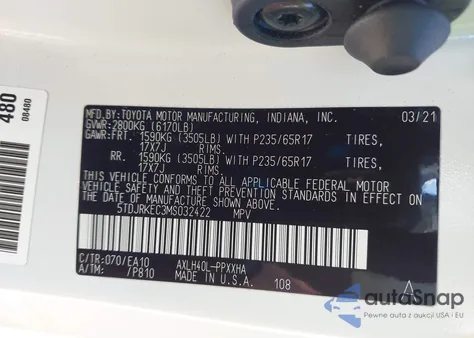 480
08480
MFD.BY:TOYOTA MOTOR MANUFACTURING, INDIANA, INC. 03/21
GVWR:2800KG (6170LB)
GAWR:FRT. 1590KG (3505LB) WITH P235/65R17 TIRES,
17X7J RIMS.
RR. 1590KG (3505LB) WITH P235/65R17 TIRES,
17X7J RIMS.
THIS VEHICLE CONFORMS TO ALL APPLICABLE FEDERAL MOTOR
VEHICLE SAFETY STANDARDS IN EFFECT ON THE DATE OF
MANUFACTURE SHOWN ABOVE.
5TDJRKEC3MS032422 MPV
C/TR:070/EA10 AXLH40L-PPXXHA
A/TM: /P810 MADE IN U.S.A. 108
autoSnap
Pewne auta z aukcji USA i EU